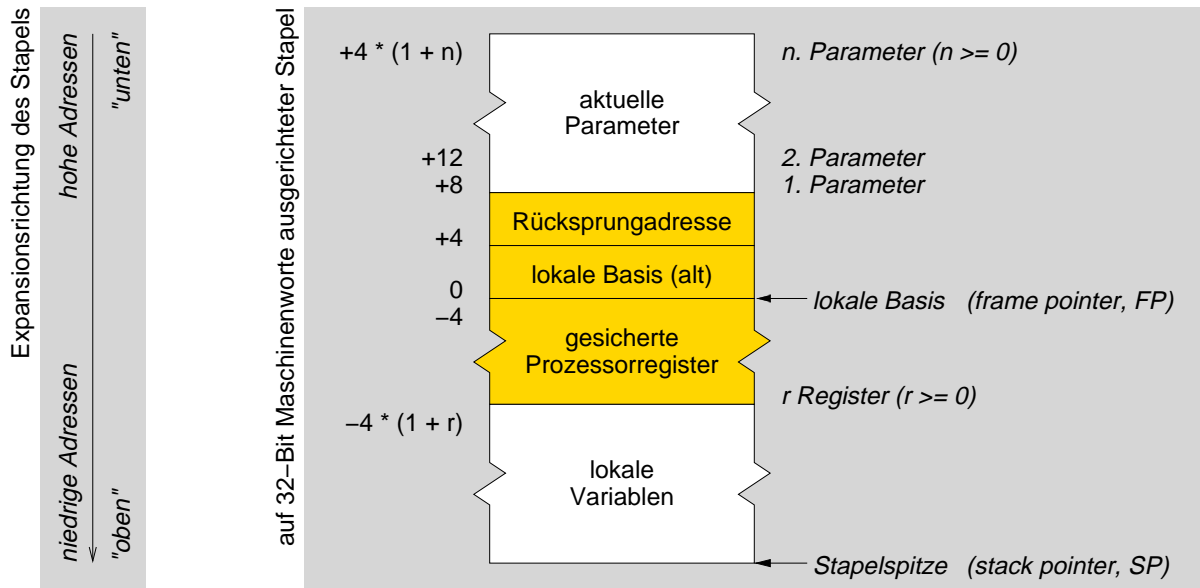 Expansionsrichtung des Stapels
hohe Adressen
"unten"
niedrige Adressen
"oben"
auf 32–Bit Maschinenworte ausgerichteter Stapel
+4 * (1 + n)
n. Parameter (n >= 0)
aktuelle
Parameter
+12
2. Parameter
+8
1. Parameter
Rücksprungadresse
+4
lokale Basis (alt)
0
lokale Basis (frame pointer, FP)
–4
gesicherte
Prozessorregister
r Register (r >= 0)
–4 * (1 + r)
lokale
Variablen
Stapelspitze (stack pointer, SP)